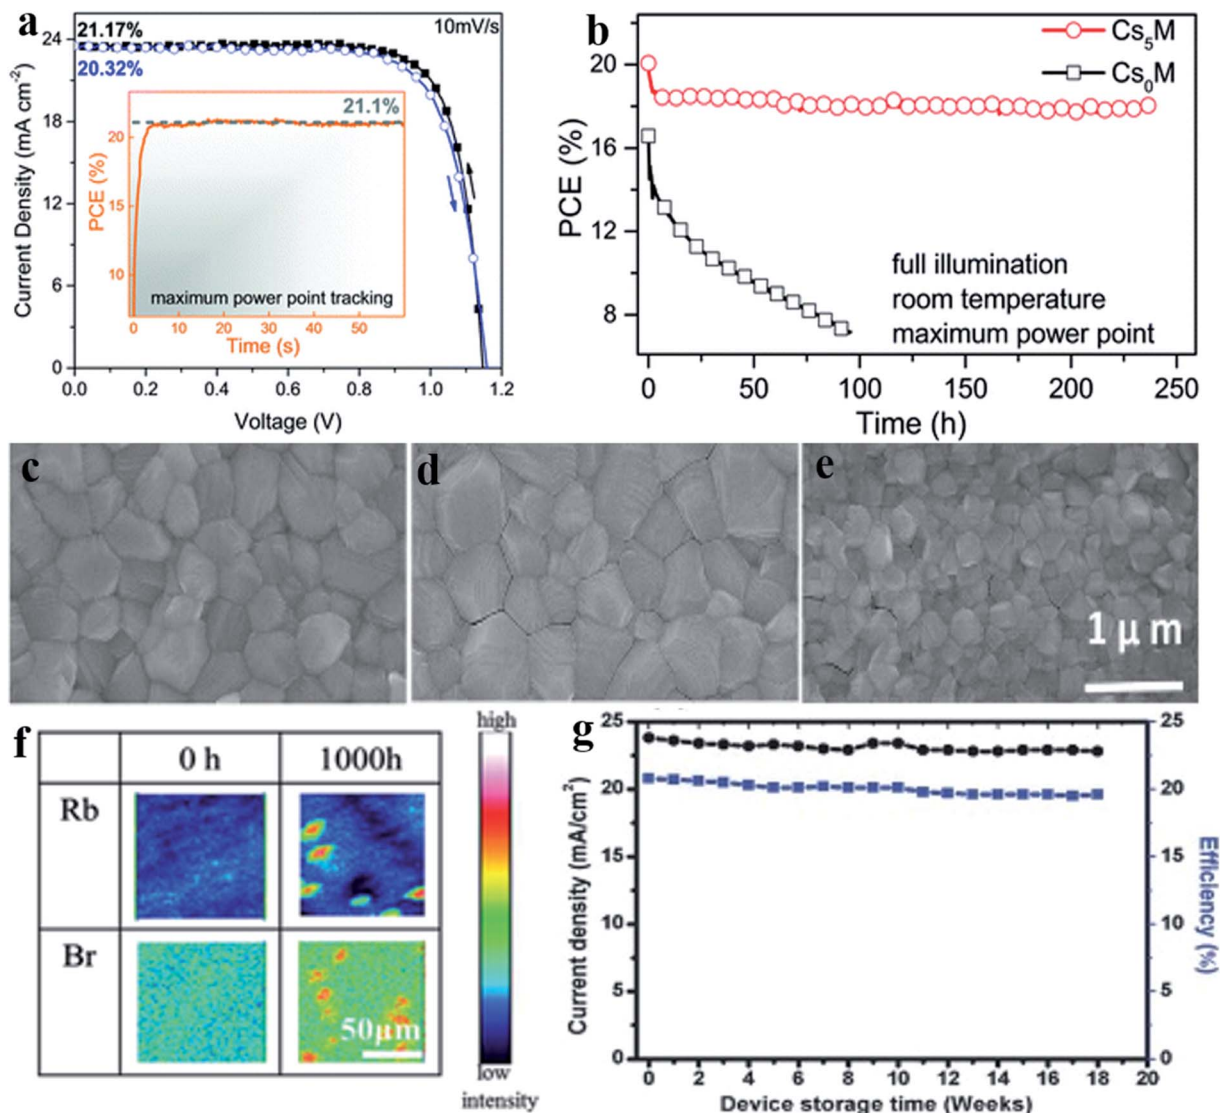 a
21.17%
20.32%
10mV/s
24
18
12
6
0
Current Density (mA cm⁻²)
21.1%
20
15
10
PCE (%)
maximum power point tracking
0 10 20 30 40 50
Time (s)
0.0 0.2 0.4 0.6 0.8 1.0 1.2
Voltage (V)
b
Cs₅M
Cs₀M
20
16
12
8
PCE (%)
full illumination
room temperature
maximum power point
0 50 100 150 200 250
Time (h)
c
d
e
1 μ m
f
0 h 1000h
Rb
Br
50μm
high
low
intensity
g
25
20
15
10
5
0
Current density (mA/cm²)
25
20
15
10
5
0
Efficiency (%)
0 2 4 6 8 10 12 14 16 18 20
Device storage time (Weeks)